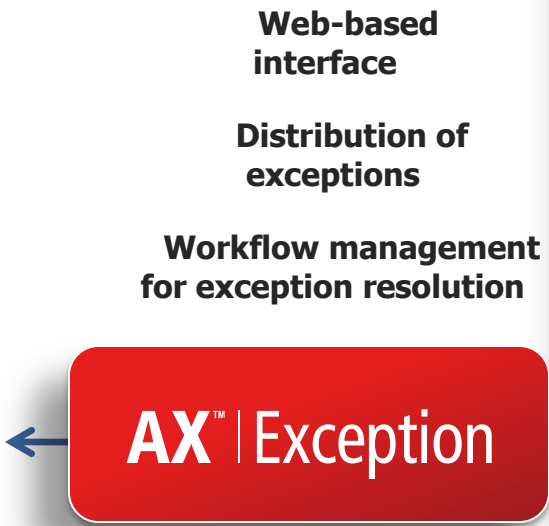 Web-based
interface
Distribution of
exceptions
Workflow management
for exception resolution
AX™ | Exception